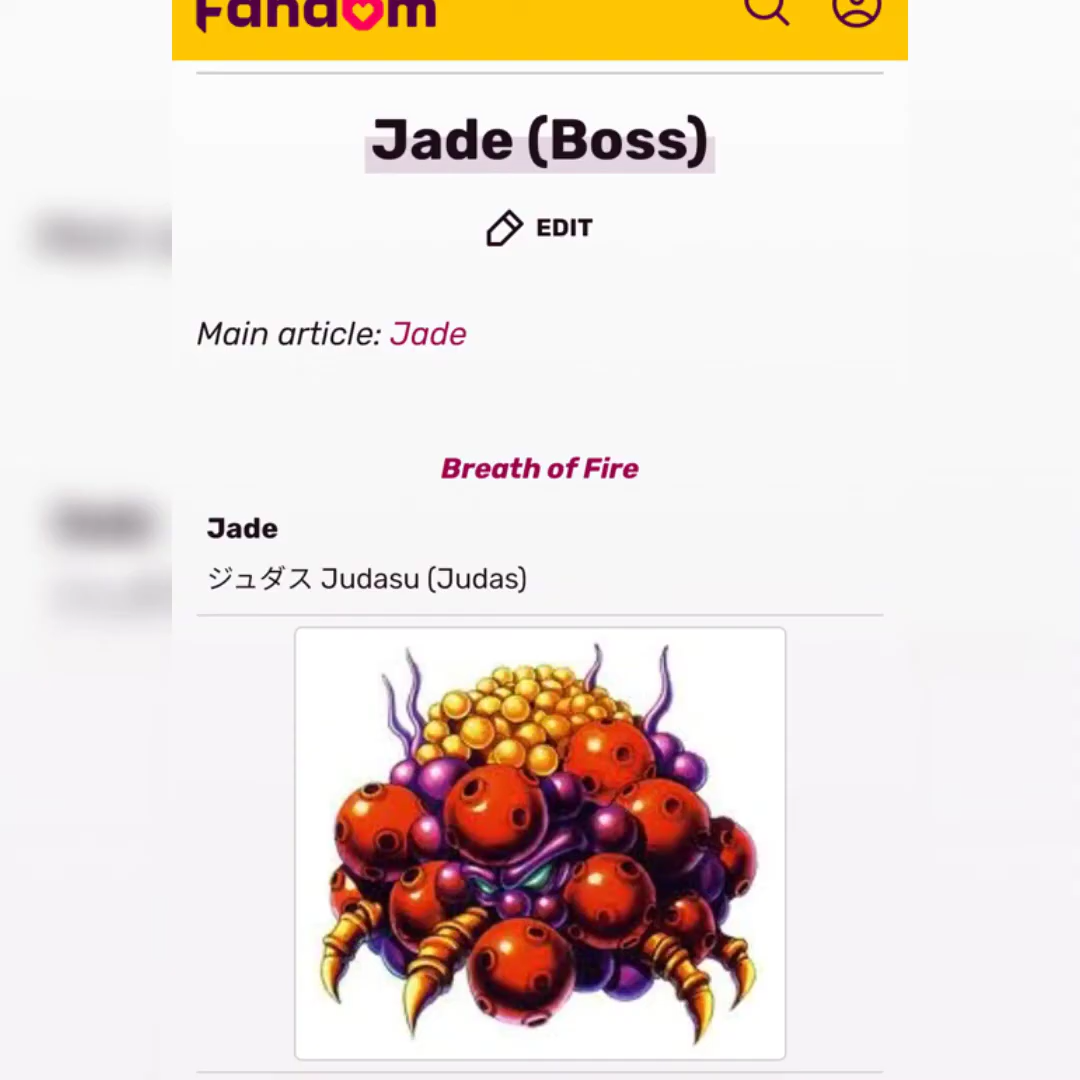 Fandom
Jade (Boss)
EDIT
Main article: Jade
Breath of Fire
Jade
ジュダス Judasu (Judas)